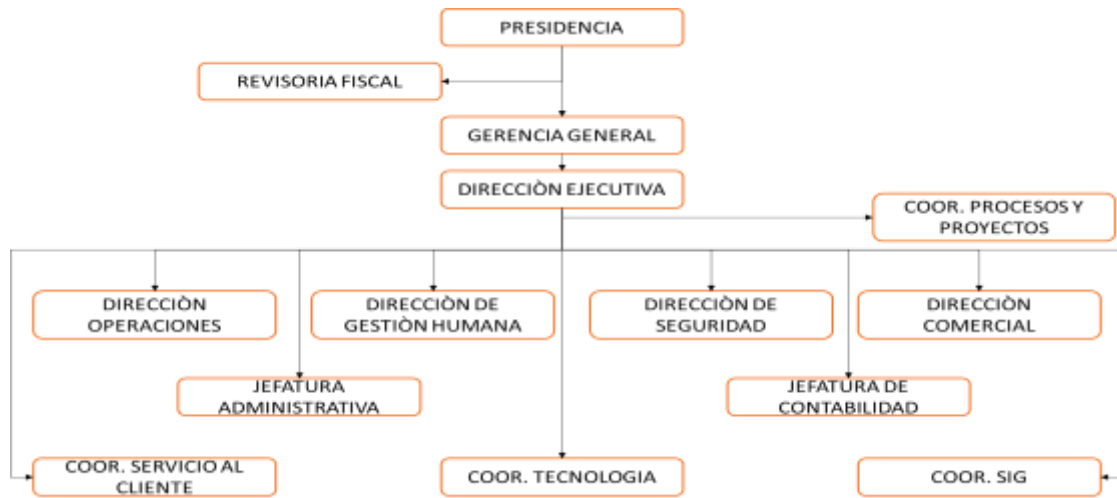 PRESIDENCIA
REVISORIA FISCAL
GERENCIA GENERAL
DIRECCIÒN EJECUTIVA
COOR. PROCESOS Y
PROYECTOS
DIRECCIÒN
OPERACIONES
DIRECCIÒN DE
GESTIÒN HUMANA
DIRECCIÒN DE
SEGURIDAD
DIRECCIÒN
COMERCIAL
JEFATURA
ADMINISTRATIVA
JEFATURA DE
CONTABILIDAD
COOR. SERVICIO AL
CLIENTE
COOR. TECNOLOGIA
COOR. SIG